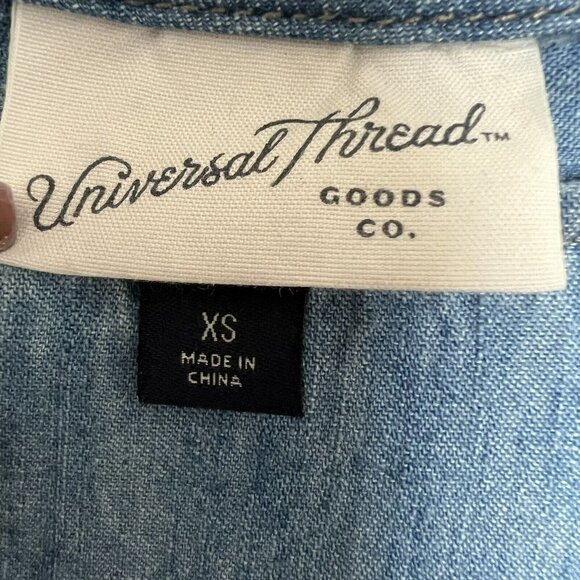 Universal Thread™
GOODS
CO.
XS
MADE IN
CHINA